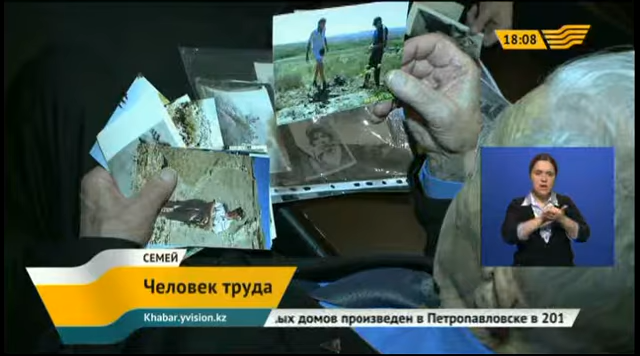 18:08
СЕМЕЙ
Человек труда
Khabar.yvision.kz
ых домов произведен в Петропавловске в 201